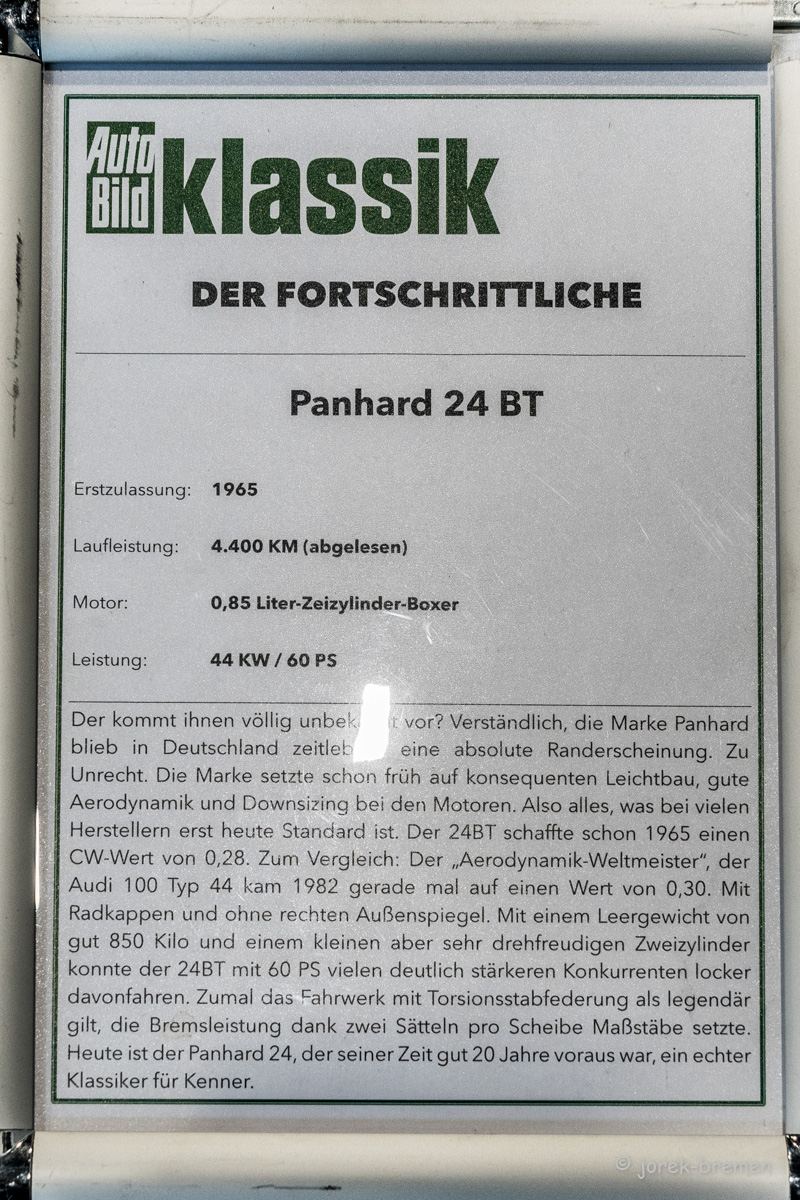 Auto
Bild
klassik
DER FORTSCHRITTLICHE
Panhard 24 BT
Erstzulassung: 1965
Laufleistung: 4.400 KM (abgelesen)
Motor: 0,85 Liter-Zeizylinder-Boxer
Leistung: 44 KW / 60 PS
Der kommt ihnen völlig vor? Verständlich, die Marke Panhard
blieb in Deutschland eine absolute Randerscheinung. Zu
Unrecht. Die Marke setzte schon früh auf konsequenten Leichtbau, gute
Aerodynamik und Downsizing bei den Motoren. Also alles, was bei vielen
Herstellern erst heute Standard ist. Der 24BT schaffte schon 1965 einen
CW-Wert von 0,28. Zum Vergleich: Der „Aerodynamik-Weltmeister“, der
Audi 100 Typ 44 kam 1982 gerade mal auf einen Wert von 0,30. Mit
Radkappen und ohne rechten Außenspiegel. Mit einem Leergewicht von
gut 850 Kilo und einem kleinen aber sehr drehfreudigen Zweizylinder
konnte der 24BT mit 60 PS vielen deutlich stärkeren Konkurrenten locker
davonfahren. Zumal das Fahrwerk mit Torsionsstabfederung als legendär
gilt, die Bremsleistung dank zwei Sätteln pro Scheibe Maßstäbe setzte.
Heute ist der Panhard 24, der seiner Zeit gut 20 Jahre voraus war, ein echter
Klassiker für Kenner.
© jorek-bremen